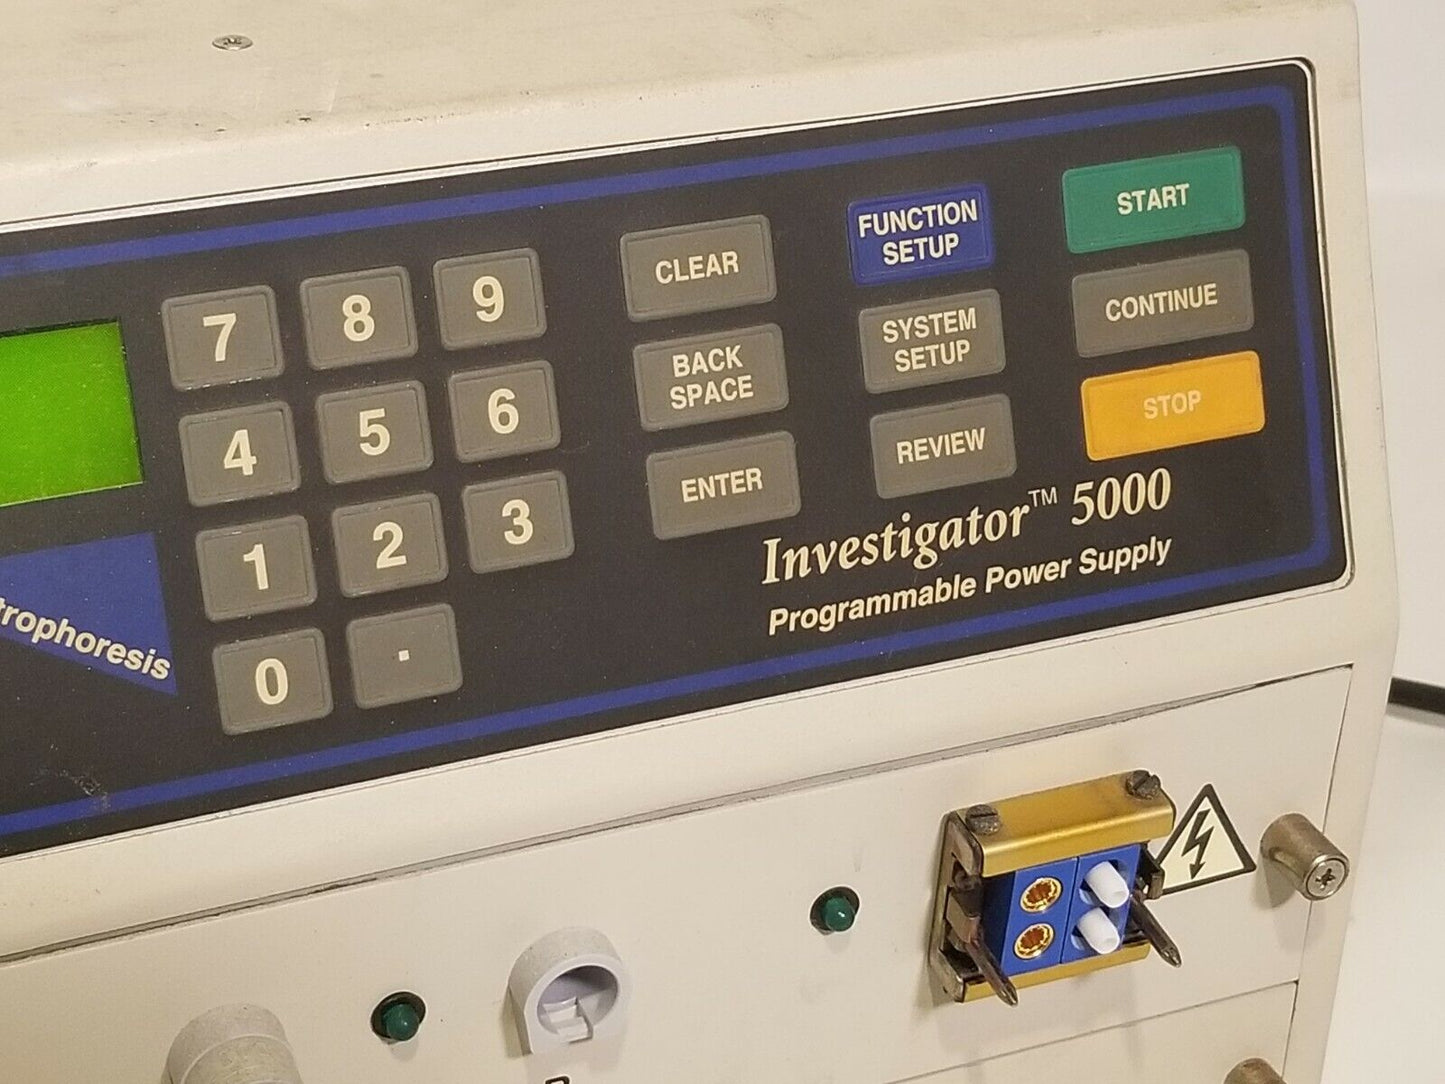 7 8 9
4 5 6
1 2 3
0 .
CLEAR
BACK
SPACE
ENTER
FUNCTION
SETUP
SYSTEM
SETUP
REVIEW
START
CONTINUE
STOP
Investigator™ 5000
Programmable Power Supply
trophoresis